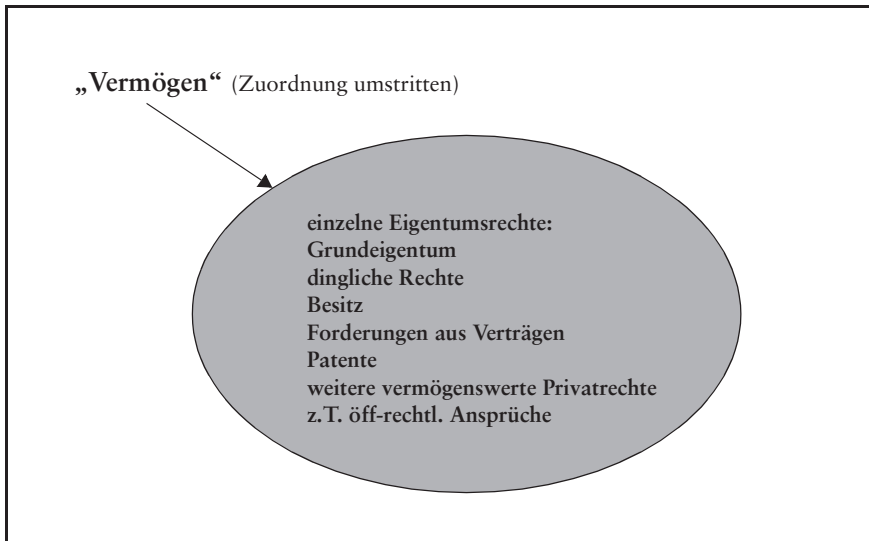 „Vermögen“ (Zuordnung umstritten)
einzelne Eigentumsrechte:
Grundeigentum
dingliche Rechte
Besitz
Forderungen aus Verträgen
Patente
weitere vermögenswerte Privatrechte
z.T. öff-rechtl. Ansprüche